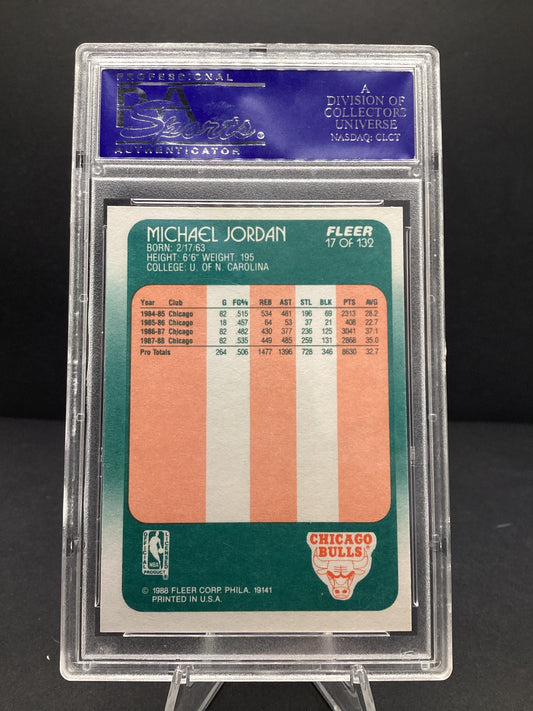 PROFESSIONAL
PSA
Sports®
AUTHENTICATOR
A
DIVISION OF
COLLECTORS
UNIVERSE
NASDAQ: CLCT
MICHAEL JORDAN
BORN: 2/17/63
HEIGHT: 6'6" WEIGHT: 195
COLLEGE: U. OF N. CAROLINA
FLEER
17 OF 132
Year Club G FG% REB AST STL BLK PTS AVG
1984-85 Chicago 82 .515 534 481 196 69 2313 28.2
1985-86 Chicago 18 .457 64 53 37 21 408 22.7
1986-87 Chicago 82 .482 430 377 236 125 3041 37.1
1987-88 Chicago 82 .535 449 485 259 131 2868 35.0
Pro Totals 264 .506 1477 1396 728 346 8630 32.7
NBA
PRODUCT
CHICAGO
BULLS
© 1988 FLEER CORP. PHILA. 19141
PRINTED IN U.S.A.